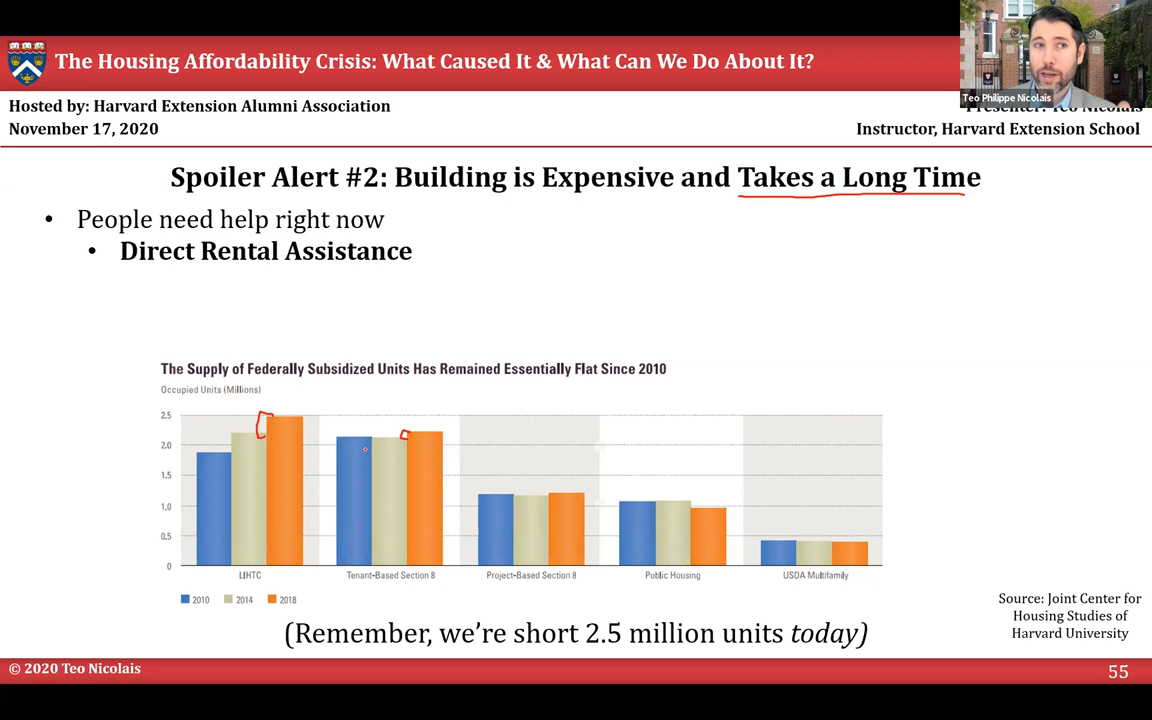 The Housing Affordability Crisis: What Caused It & What Can We Do About It?
Teo Philippe Nicolais
Hosted by: Harvard Extension Alumni Association
November 17, 2020
Presenter: Teo Nicolais
Instructor, Harvard Extension School
Spoiler Alert #2: Building is Expensive and Takes a Long Time
• People need help right now
• Direct Rental Assistance
The Supply of Federally Subsidized Units Has Remained Essentially Flat Since 2010
Occupied Units (Millions)
2.5
2.0
1.5
1.0
0.5
0
LIHTC Tenant-Based Section 8 Project-Based Section 8 Public Housing USDA Multifamily
2010 2014 2018
Source: Joint Center for
Housing Studies of
Harvard University
(Remember, we're short 2.5 million units today)
© 2020 Teo Nicolais
55